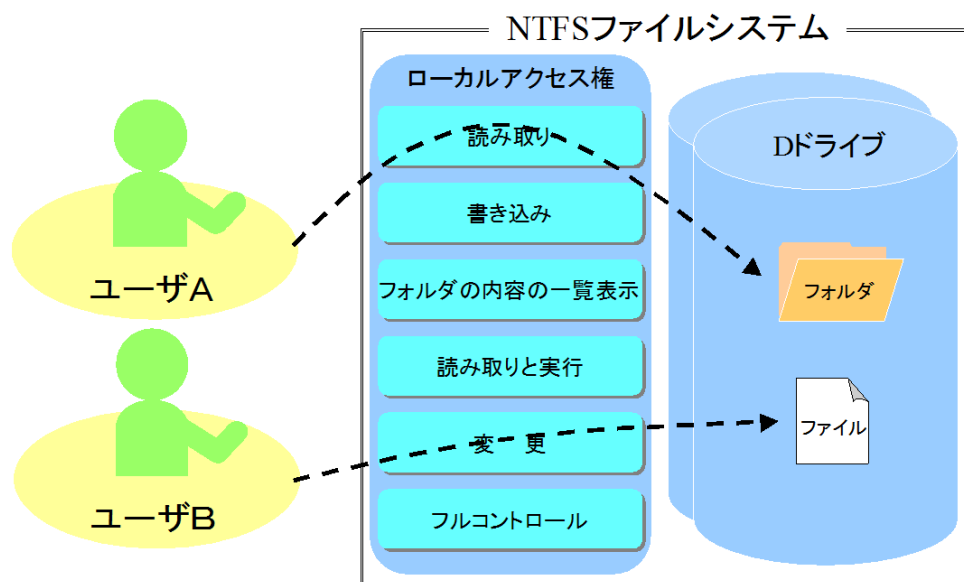 NTFSファイルシステム
ローカルアクセス権
読み取り
書き込み
フォルダの内容の一覧表示
読み取りと実行
変　更
フルコントロール
ユーザA
ユーザB
Dドライブ
フォルダ
ファイル